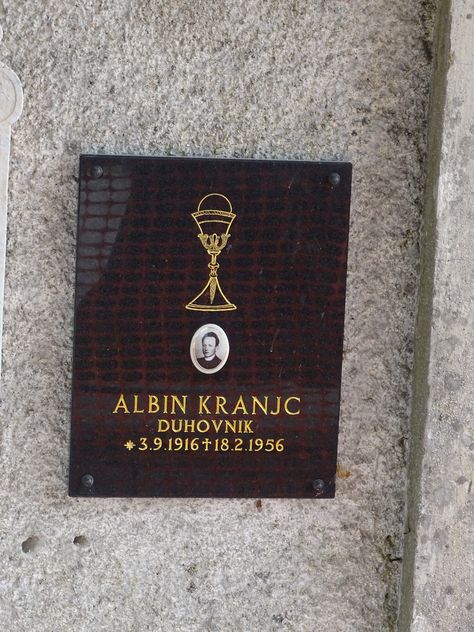 ALBIN KRANJC
DUHOVNIK
* 3.9.1916 † 18.2.1956